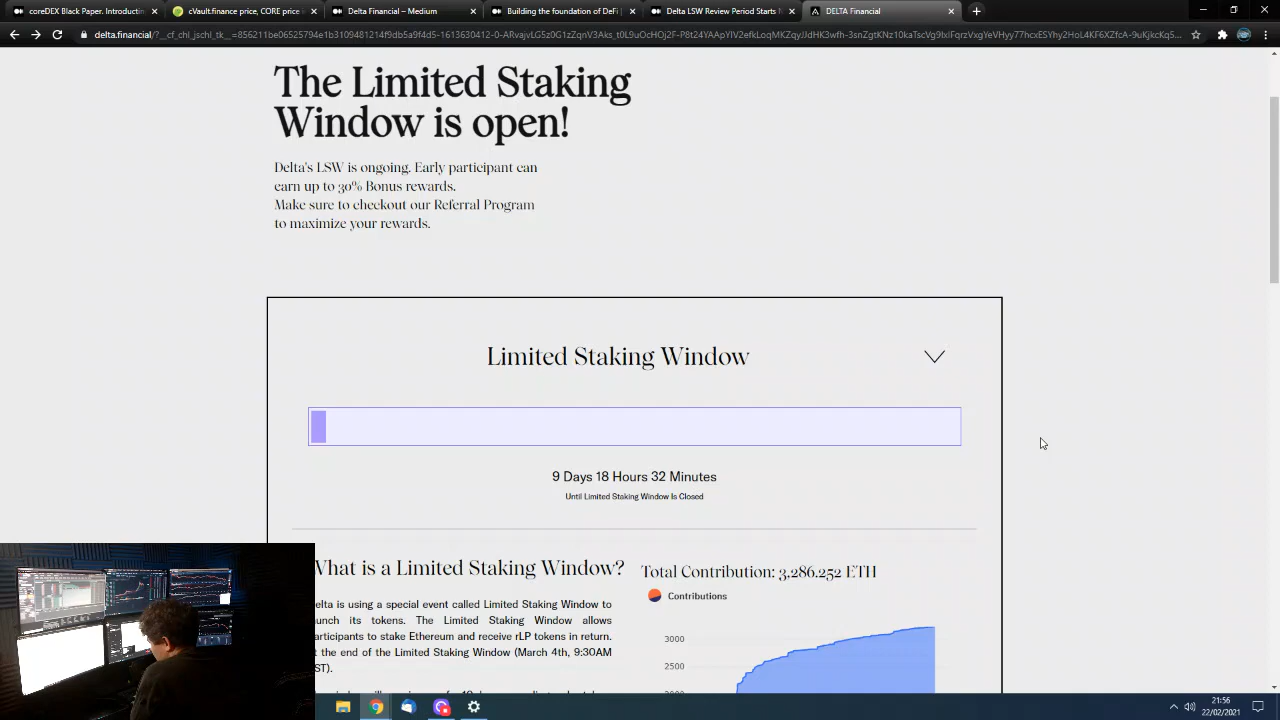 coreDEX Black Paper. Introductio
cVault.finance price, CORE price
Delta Financial – Medium
Building the foundation of DeFi
Delta LSW Review Period Starts N
DELTA Financial
The Limited Staking
Window is open!
Delta's LSW is ongoing. Early participant can
earn up to 30% Bonus rewards.
Make sure to checkout our Referral Program
to maximize your rewards.
Limited Staking Window
9 Days 18 Hours 32 Minutes
Until Limited Staking Window Is Closed
What is a Limited Staking Window?
Total Contribution: 3,286.252 ETH
Contributions
elta is using a special event called Limited Staking Window to
unch its tokens. The Limited Staking Window allows
articipants to stake Ethereum and receive rLP tokens in return.
t the end of the Limited Staking Window (March 4th, 9:30AM
ST).
3000
2500
21:56
22/02/2021